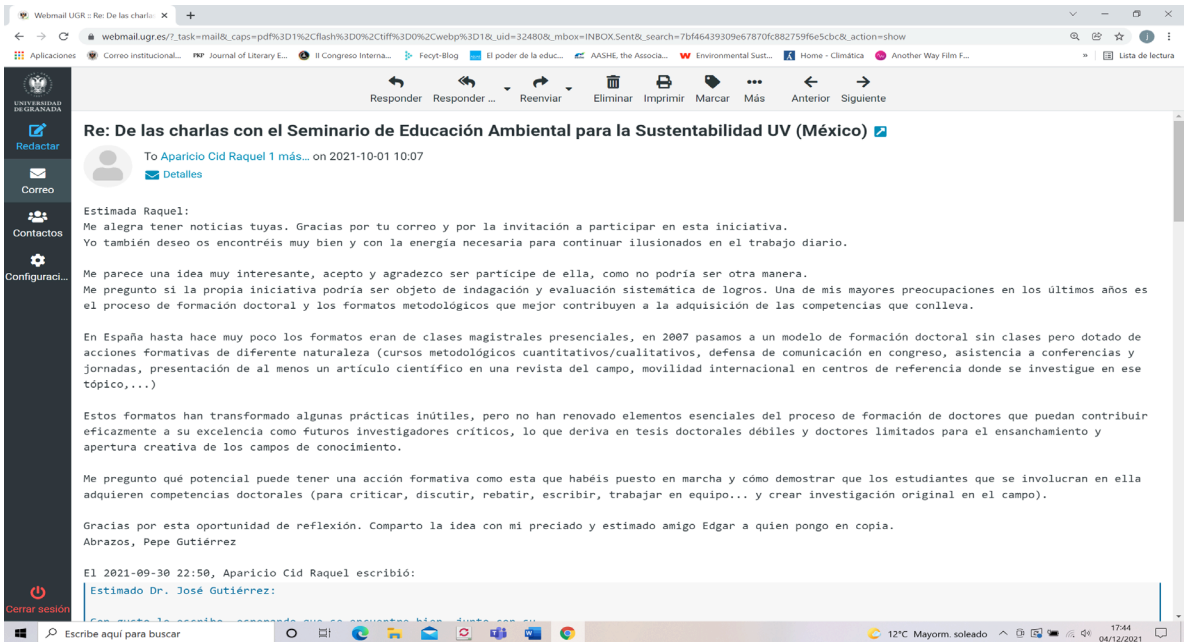 Webmail UGR :: Re: De las charla
webmail.ugr.es/?_task=mail&_caps=pdf%3D1%2Cflash%3D0%2Ctiff%3D0%2Cwebp%3D1&_uid=32480&_mbox=INBOX.Sent&_search=7bf46439309e67870fc882759f6e5cbc&_action=show
Aplicaciones Correo institucional... PKP Journal of Literary E... II Congreso Interna... Fecyt-Blog El poder de la educ... AASHE, the Associa... Environmental Sust... Home - Climática Another Way Film F... » Lista de lectura
UNIVERSIDAD
DE GRANADA
Responder Responder ... Reenviar Eliminar Imprimir Marcar Más Anterior Siguiente
Redactar
Correo
Contactos
Configuraci...
Re: De las charlas con el Seminario de Educación Ambiental para la Sustentabilidad UV (México)
To Aparicio Cid Raquel 1 más... on 2021-10-01 10:07
Detalles
Estimada Raquel:
Me alegra tener noticias tuyas. Gracias por tu correo y por la invitación a participar en esta iniciativa.
Yo también deseo os encontréis muy bien y con la energía necesaria para continuar ilusionados en el trabajo diario.
Me parece una idea muy interesante, acepto y agradezco ser partícipe de ella, como no podría ser otra manera.
Me pregunto si la propia iniciativa podría ser objeto de indagación y evaluación sistemática de logros. Una de mis mayores preocupaciones en los últimos años es
el proceso de formación doctoral y los formatos metodológicos que mejor contribuyen a la adquisición de las competencias que conlleva.
En España hasta hace muy poco los formatos eran de clases magistrales presenciales, en 2007 pasamos a un modelo de formación doctoral sin clases pero dotado de
acciones formativas de diferente naturaleza (cursos metodológicos cuantitativos/cualitativos, defensa de comunicación en congreso, asistencia a conferencias y
jornadas, presentación de al menos un artículo científico en una revista del campo, movilidad internacional en centros de referencia donde se investigue en ese
tópico,...)
Estos formatos han transformado algunas prácticas inútiles, pero no han renovado elementos esenciales del proceso de formación de doctores que puedan contribuir
eficazmente a su excelencia como futuros investigadores críticos, lo que deriva en tesis doctorales débiles y doctores limitados para el ensanchamiento y
apertura creativa de los campos de conocimiento.
Me pregunto qué potencial puede tener una acción formativa como esta que habéis puesto en marcha y cómo demostrar que los estudiantes que se involucran en ella
adquieren competencias doctorales (para criticar, discutir, rebatir, escribir, trabajar en equipo... y crear investigación original en el campo).
Gracias por esta oportunidad de reflexión. Comparto la idea con mi preciado y estimado amigo Edgar a quien pongo en copia.
Abrazos, Pepe Gutiérrez
El 2021-09-30 22:50, Aparicio Cid Raquel escribió:
Estimado Dr. José Gutiérrez:
Cerrar sesión
Escribe aquí para buscar
12°C Mayorm. soleado
17:44
04/12/2021